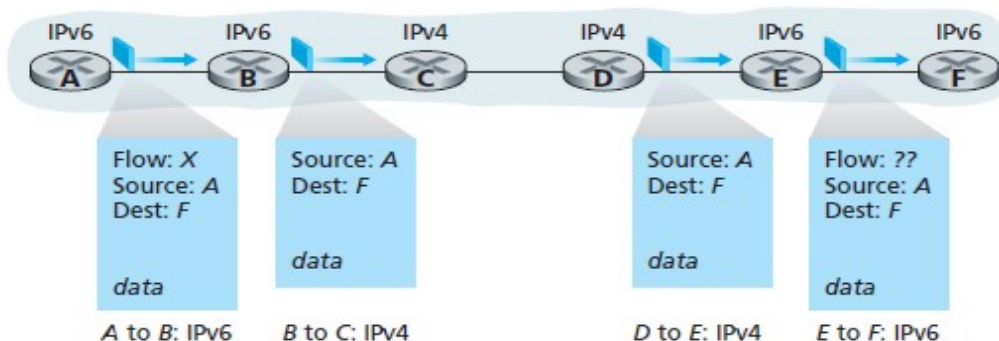 IPv6
IPv6
IPv4
IPv4
IPv6
IPv6
A
B
C
D
E
F
Flow: X
Source: A
Dest: F
data
Source: A
Dest: F
data
Source: A
Dest: F
data
Flow: ??
Source: A
Dest: F
data
A to B: IPv6
B to C: IPv4
D to E: IPv4
E to F: IPv6